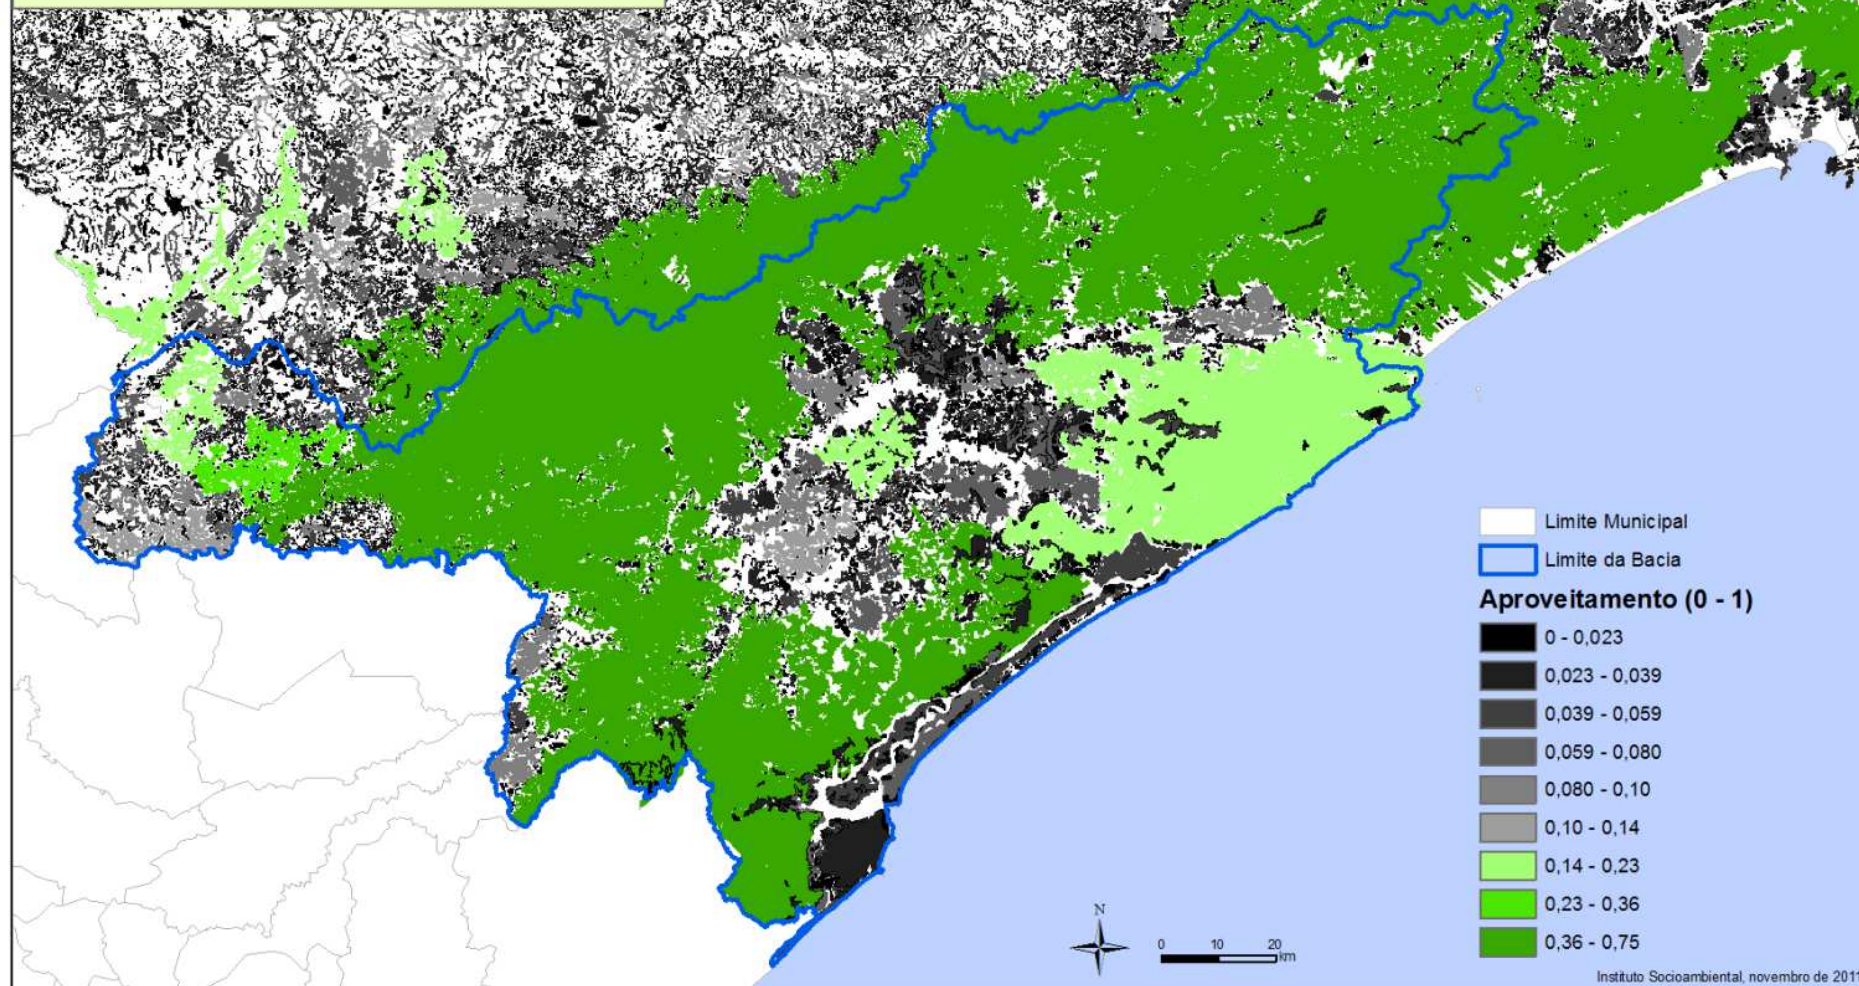 Limite Municipal
Limite da Bacia
Aproveitamento (0 - 1)
0 - 0,023
0,023 - 0,039
0,039 - 0,059
0,059 - 0,080
0,080 - 0,10
0,10 - 0,14
0,14 - 0,23
0,23 - 0,36
0,36 - 0,75
N
0 10 20
km
Instituto Socioambiental, novembro de 2011